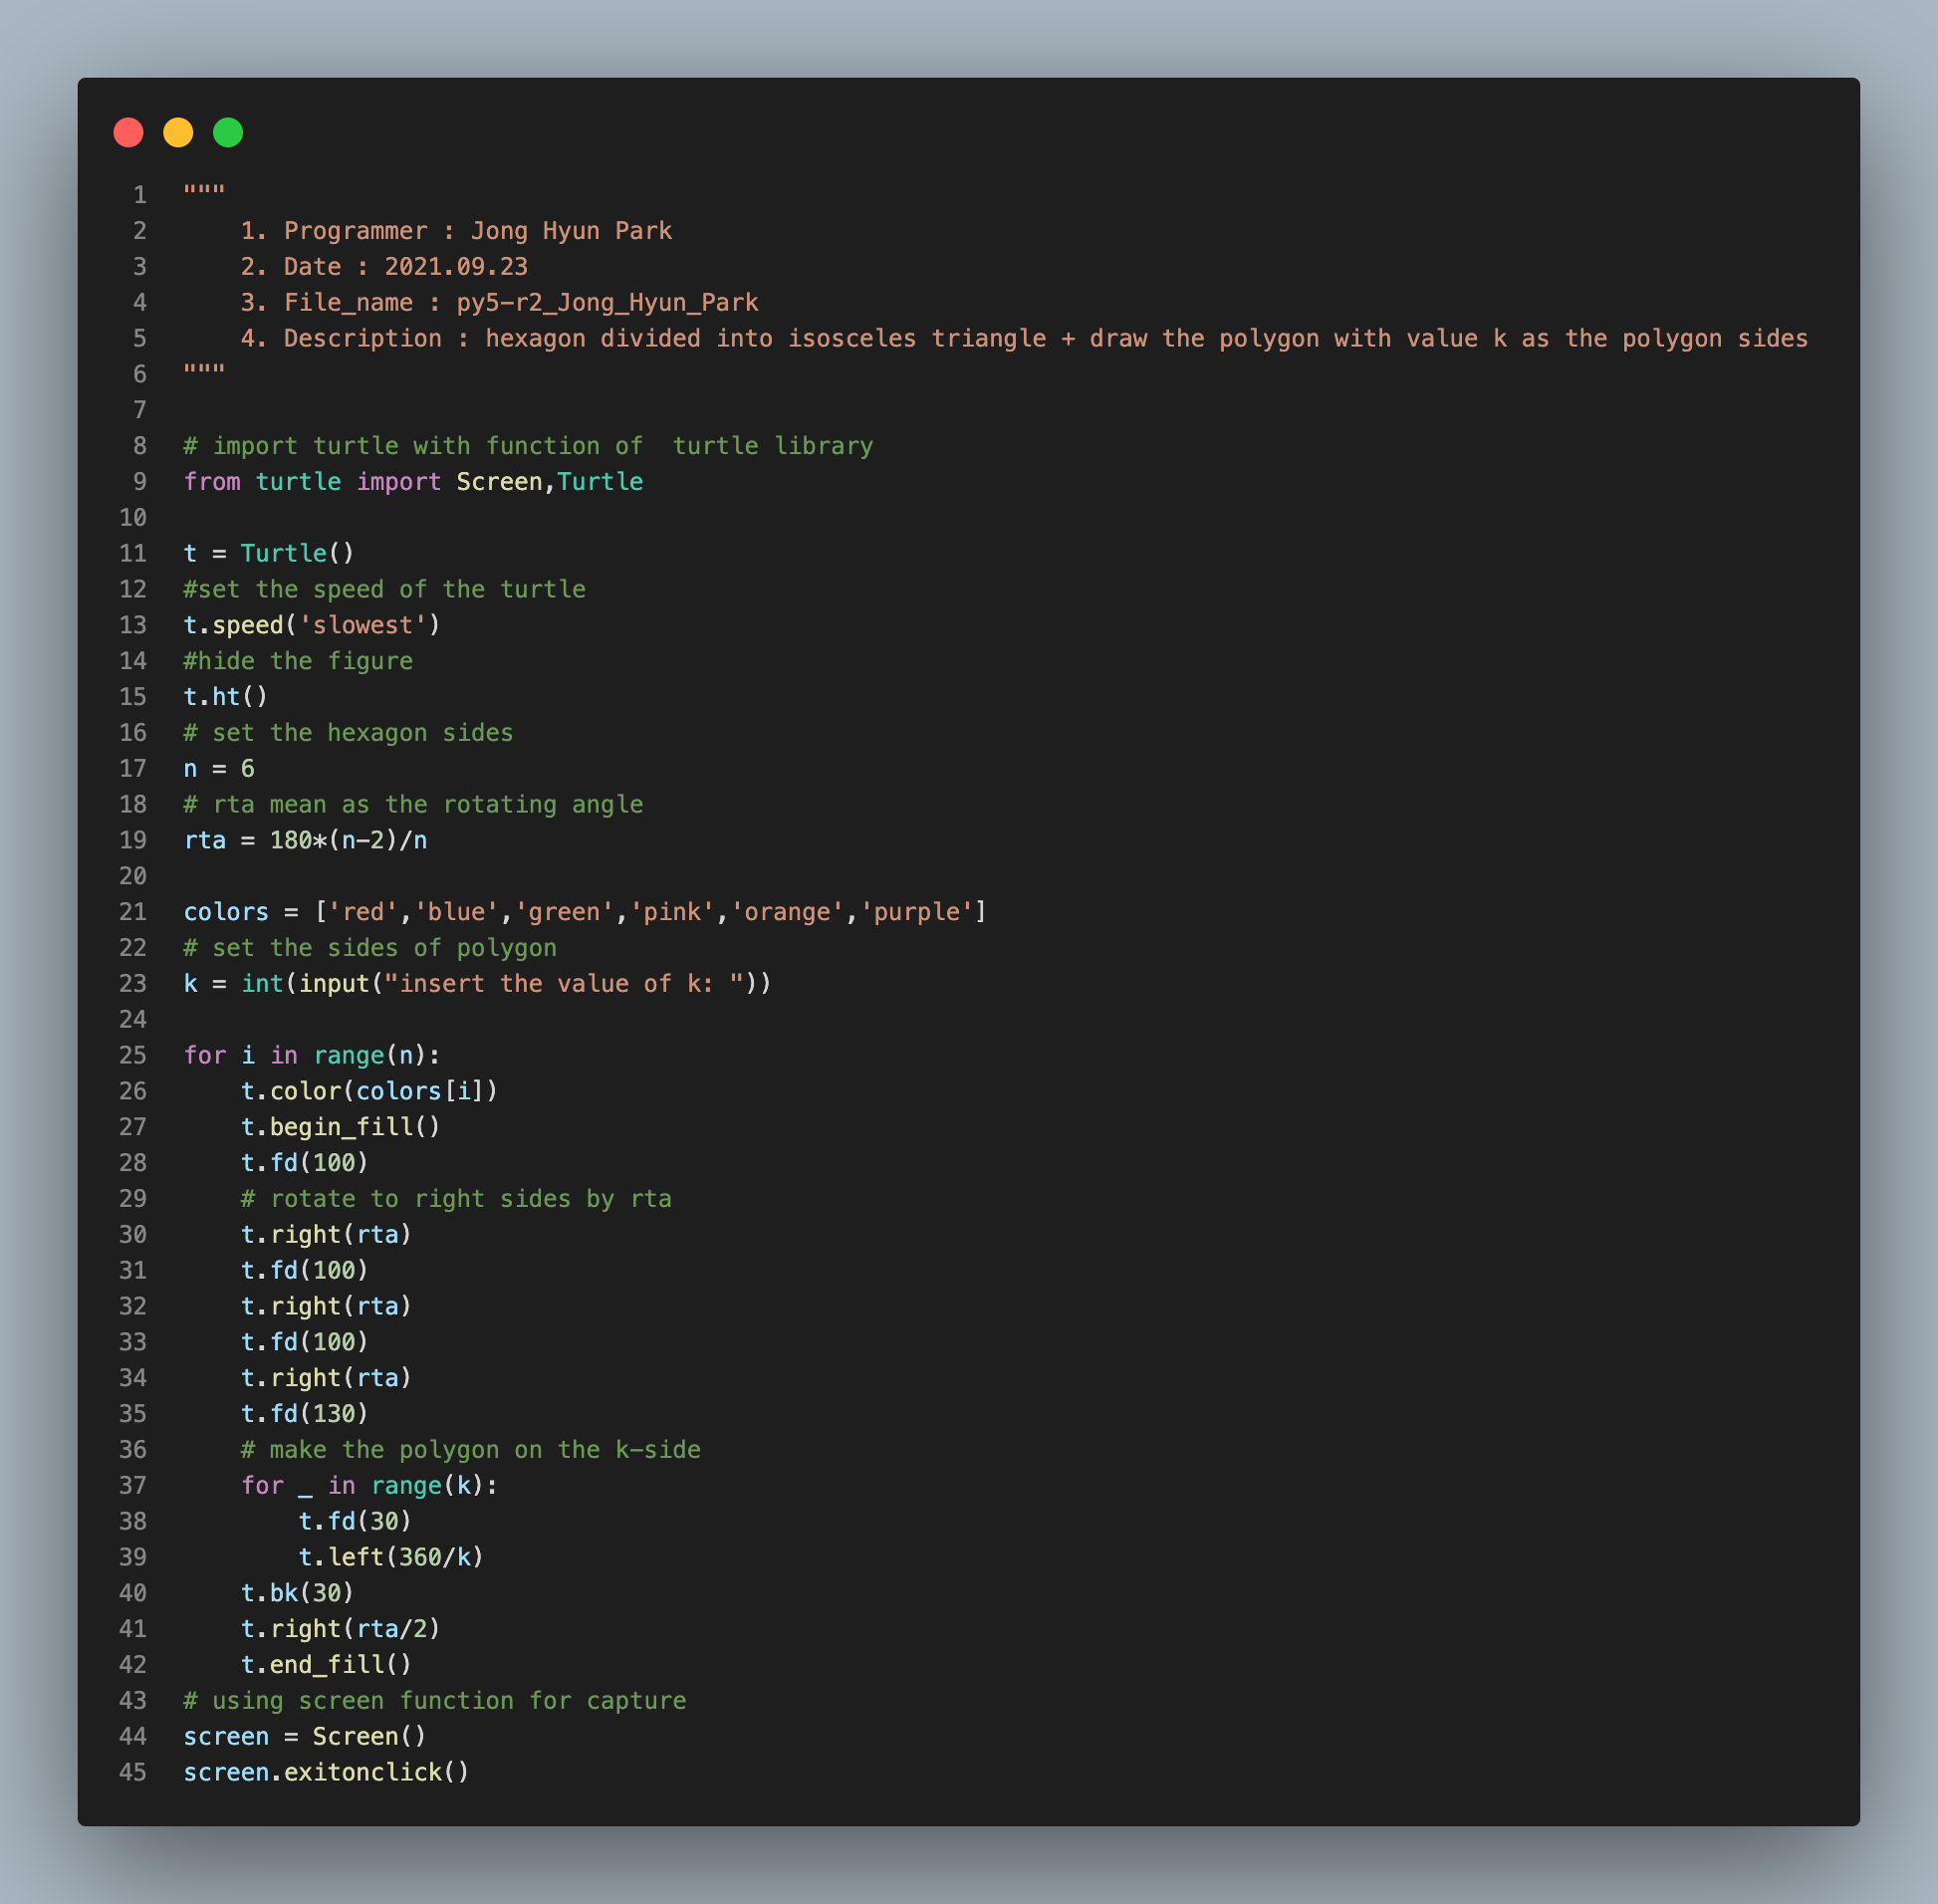 1 """
2     1. Programmer : Jong Hyun Park
3     2. Date : 2021.09.23
4     3. File_name : py5-r2_Jong_Hyun_Park
5     4. Description : hexagon divided into isosceles triangle + draw the polygon with value k as the polygon sides
6 """
7
8 # import turtle with function of  turtle library
9 from turtle import Screen,Turtle
10
11 t = Turtle()
12 #set the speed of the turtle
13 t.speed('slowest')
14 #hide the figure
15 t.ht()
16 # set the hexagon sides
17 n = 6
18 # rta mean as the rotating angle
19 rta = 180*(n-2)/n
20
21 colors = ['red','blue','green','pink','orange','purple']
22 # set the sides of polygon
23 k = int(input("insert the value of k: "))
24
25 for i in range(n):
26     t.color(colors[i])
27     t.begin_fill()
28     t.fd(100)
29     # rotate to right sides by rta
30     t.right(rta)
31     t.fd(100)
32     t.right(rta)
33     t.fd(100)
34     t.right(rta)
35     t.fd(130)
36     # make the polygon on the k-side
37     for _ in range(k):
38         t.fd(30)
39         t.left(360/k)
40     t.bk(30)
41     t.right(rta/2)
42     t.end_fill()
43 # using screen function for capture
44 screen = Screen()
45 screen.exitonclick()